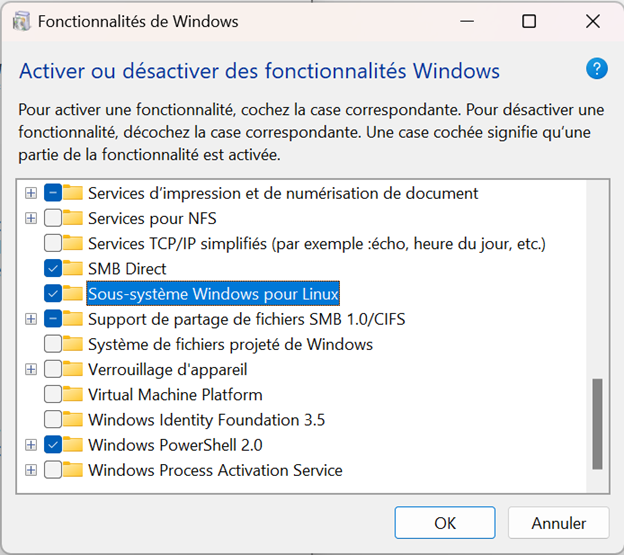 Fonctionnalités de Windows
Activer ou désactiver des fonctionnalités Windows
?
Pour activer une fonctionnalité, cochez la case correspondante. Pour désactiver une
fonctionnalité, décochez la case correspondante. Une case cochée signifie qu’une
partie de la fonctionnalité est activée.
Services d’impression et de numérisation de document
Services pour NFS
Services TCP/IP simplifiés (par exemple :écho, heure du jour, etc.)
SMB Direct
Sous-système Windows pour Linux
Support de partage de fichiers SMB 1.0/CIFS
Système de fichiers projeté de Windows
Verrouillage d'appareil
Virtual Machine Platform
Windows Identity Foundation 3.5
Windows PowerShell 2.0
Windows Process Activation Service
OK
Annuler